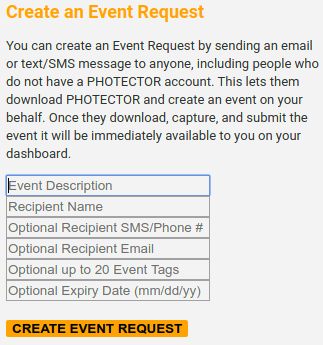 Create an Event Request
You can create an Event Request by sending an email
or text/SMS message to anyone, including people who
do not have a PHOTECTOR account. This lets them
download PHOTECTOR and create an event on your
behalf. Once they download, capture, and submit the
event it will be immediately available to you on your
dashboard.
Event Description
Recipient Name
Optional Recipient SMS/Phone #
Optional Recipient Email
Optional up to 20 Event Tags
Optional Expiry Date (mm/dd/yy)
CREATE EVENT REQUEST